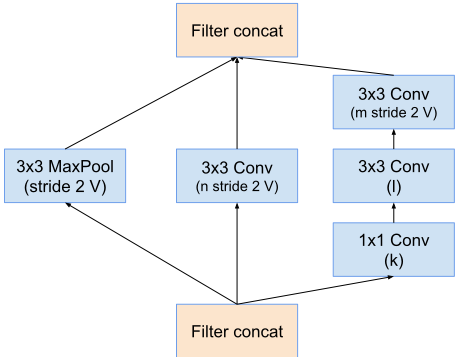 Filter concat
3x3 Conv
(m stride 2 V)
3x3 MaxPool
(stride 2 V)
3x3 Conv
(n stride 2 V)
3x3 Conv
(l)
1x1 Conv
(k)
Filter concat